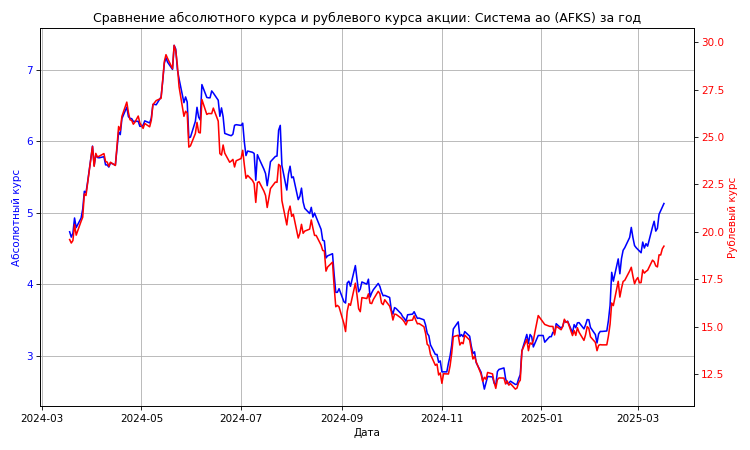 Сравнение абсолютного курса и рублевого курса акции: Система ао (AFKS) за год
Абсолютный курс
7
6
5
4
3
30.0
27.5
25.0
22.5
20.0
17.5
15.0
12.5
Рублевый курс
2024-03 2024-05 2024-07 2024-09 2024-11 2025-01 2025-03
Дата